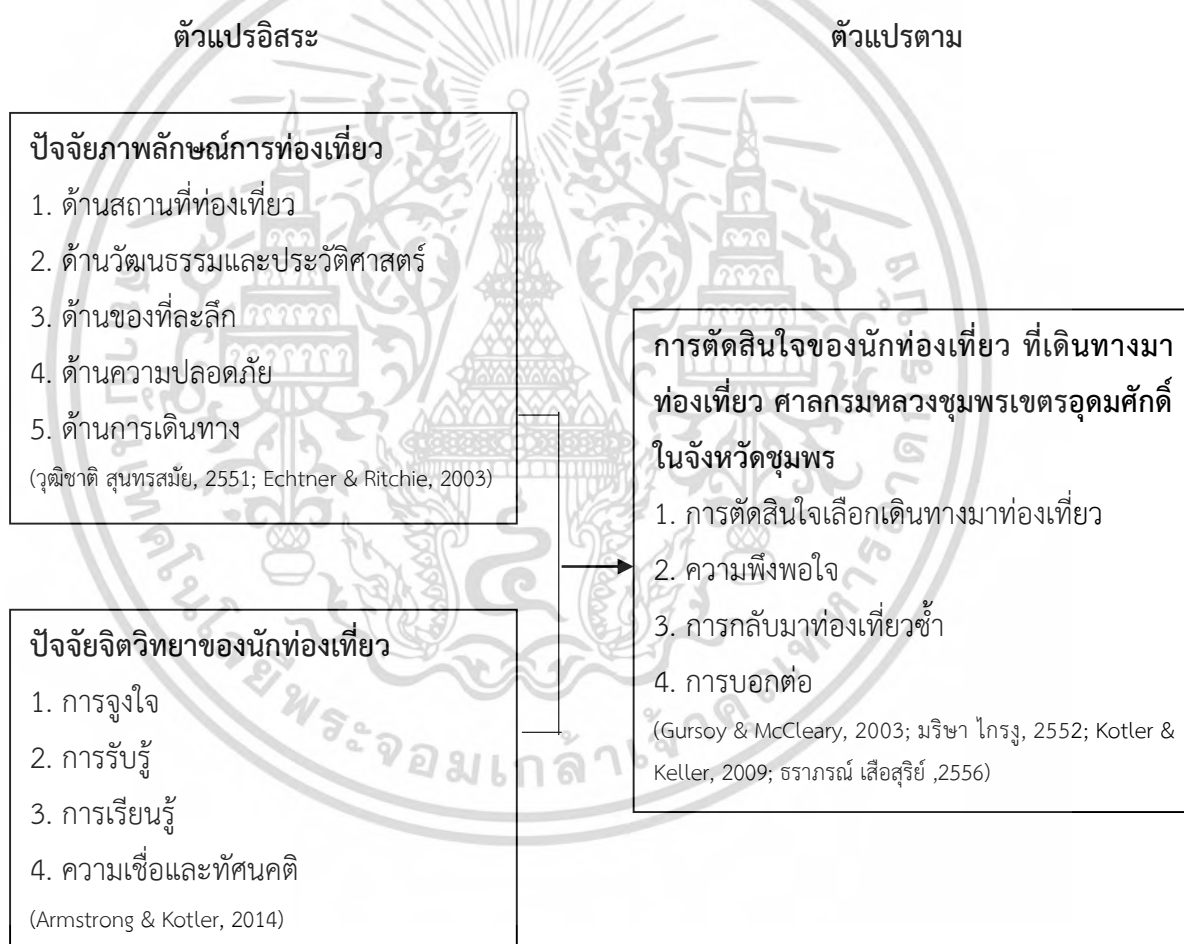 ตัวแปรอิสระ
ตัวแปรตาม
ปัจจัยภาพลักษณ์การท่องเที่ยว
1. ด้านสถานที่ท่องเที่ยว
2. ด้านวัฒนธรรมและประวัติศาสตร์
3. ด้านของที่ละลึก
4. ด้านความปลอดภัย
5. ด้านการเดินทาง
(วุฒิชาติ สุนทรสมัย, 2551; Echtner & Ritchie, 2003)
ปัจจัยจิตวิทยาของนักท่องเที่ยว
1. การจูงใจ
2. การรับรู้
3. การเรียนรู้
4. ความเชื่อและทัศนคติ
(Armstrong & Kotler, 2014)
การตัดสินใจของนักท่องเที่ยว ที่เดินทางมา
ท่องเที่ยว ศาลกรมหลวงชุมพรเขตรอุดมศักดิ์
ในจังหวัดชุมพร
1. การตัดสินใจเลือกเดินทางมาท่องเที่ยว
2. ความพึงพอใจ
3. การกลับมาท่องเที่ยวซ้ำ
4. การบอกต่อ
(Gursoy & McCleary, 2003; มริษา ไกรงู, 2552; Kotler &
Keller, 2009; ธราภรณ์ เสือสุริย์ ,2556)